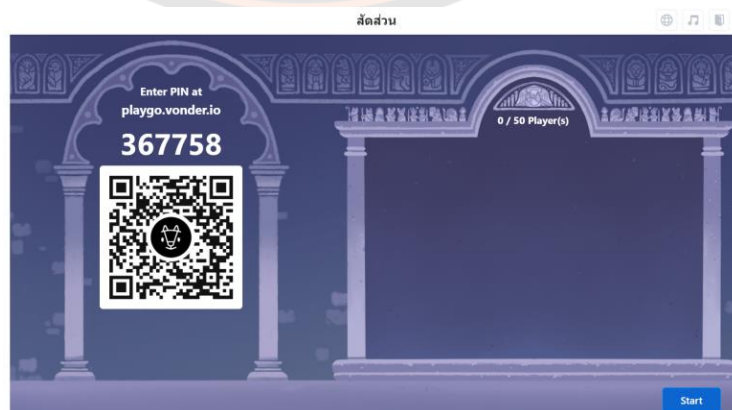 สัดส่วน
Enter PIN at
playgo.vonder.io
367758
0 / 50 Player(s)
Start